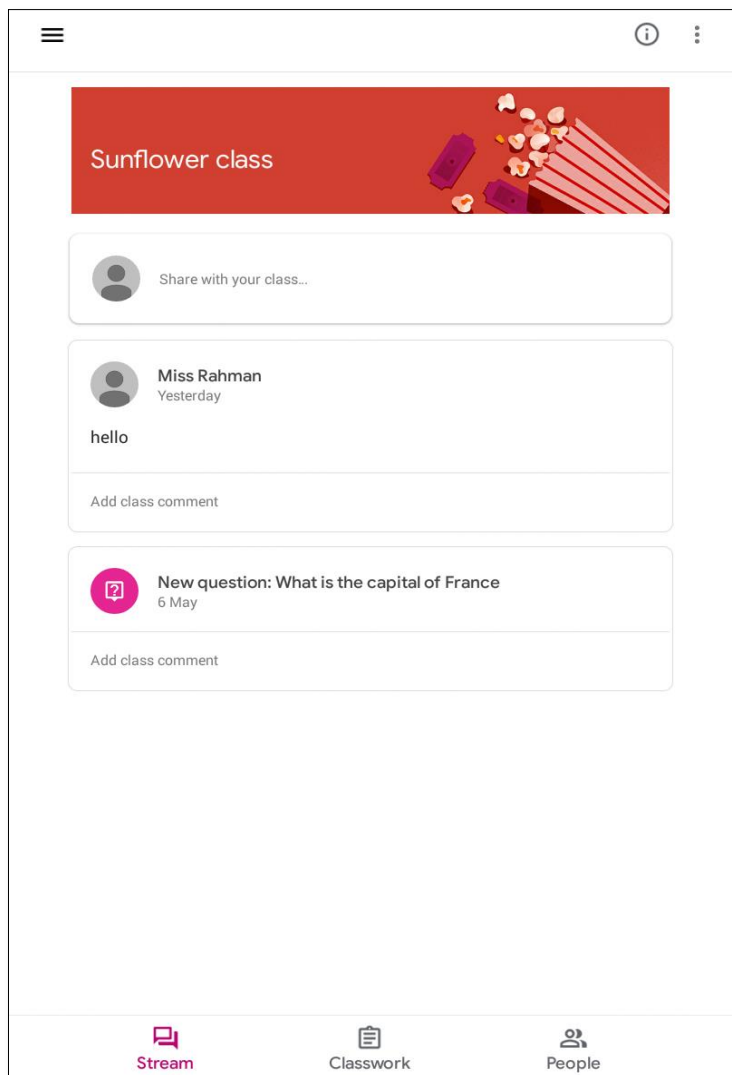 Sunflower class
Share with your class...
Miss Rahman
Yesterday
hello
Add class comment
New question: What is the capital of France
6 May
Add class comment
Stream
Classwork
People